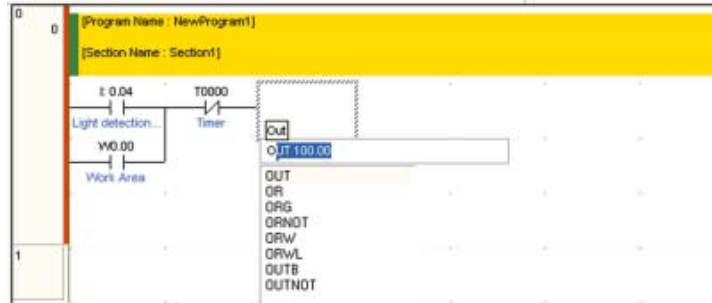 0
0
[Program Name : NewProgram1]
[Section Name : Section1]
I: 0.04
T0000
Light detection...
Timer
W0.00
Work Area
Out
OUT 100.00
OUT
OR
ORG
ORNOT
ORW
ORWL
OUTB
OUTNOT
1